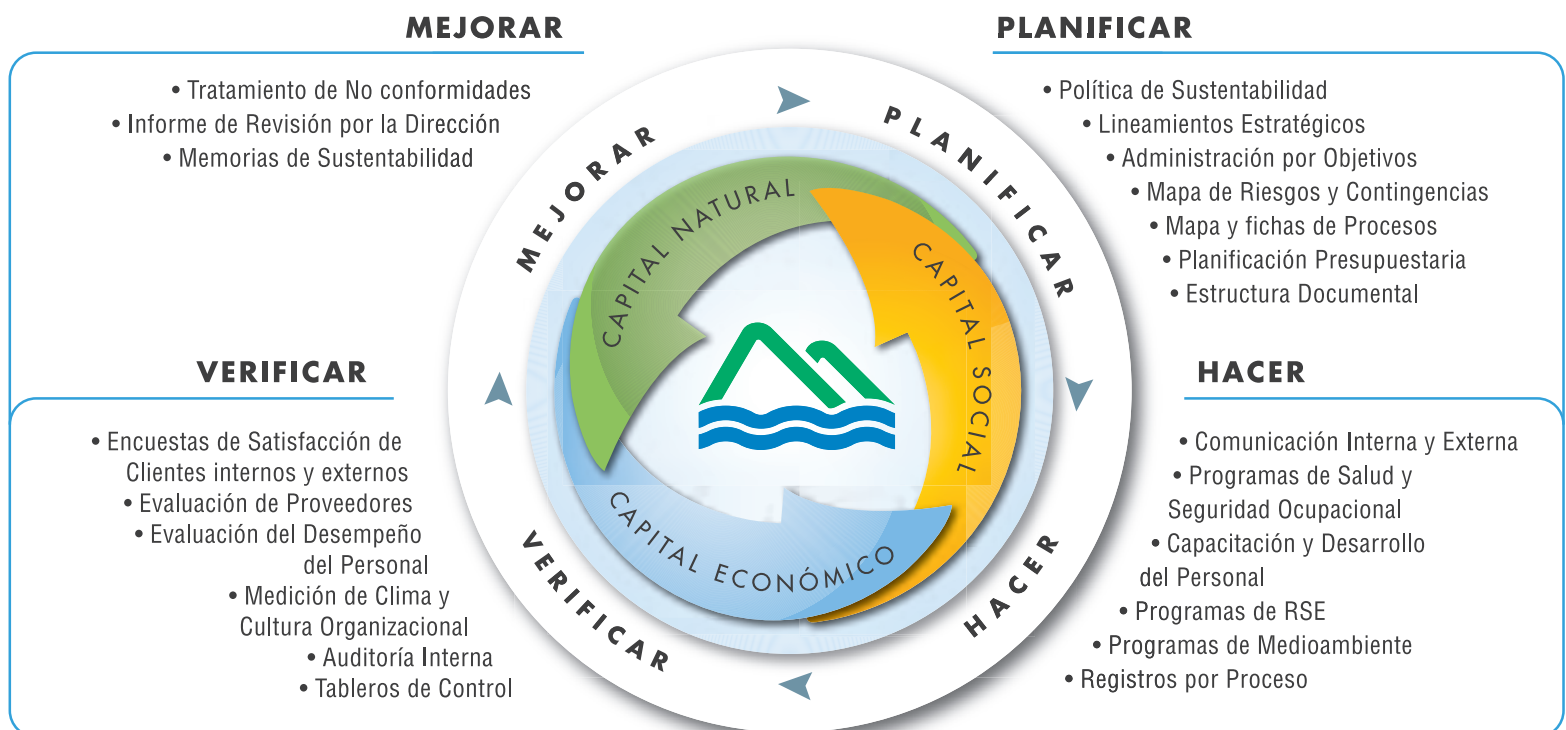 MEJORAR
• Tratamiento de No conformidades
• Informe de Revisión por la Dirección
• Memorias de Sustentabilidad
PLANIFICAR
• Política de Sustentabilidad
• Lineamientos Estratégicos
• Administración por Objetivos
• Mapa de Riesgos y Contingencias
• Mapa y fichas de Procesos
• Planificación Presupuestaria
• Estructura Documental
VERIFICAR
• Encuestas de Satisfacción de
Clientes internos y externos
• Evaluación de Proveedores
• Evaluación del Desempeño
del Personal
• Medición de Clima y
Cultura Organizacional
• Auditoría Interna
• Tableros de Control
HACER
• Comunicación Interna y Externa
• Programas de Salud y
Seguridad Ocupacional
• Capacitación y Desarrollo
del Personal
• Programas de RSE
• Programas de Medioambiente
• Registros por Proceso
MEJORAR
PLANIFICAR
HACER
VERIFICAR
CAPITAL NATURAL
CAPITAL SOCIAL
CAPITAL ECONÓMICO